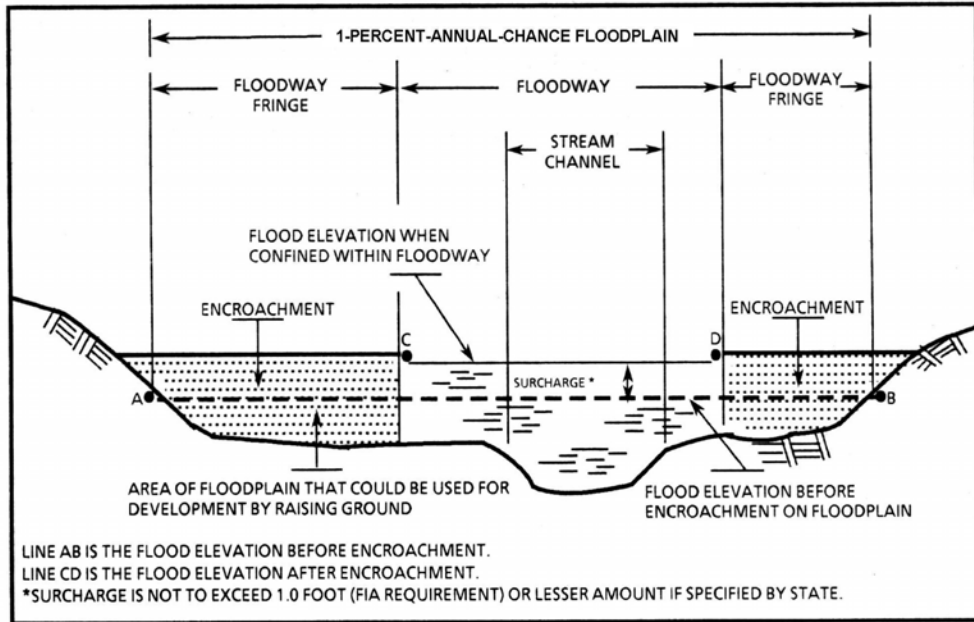 1-PERCENT-ANNUAL-CHANCE FLOODPLAIN
FLOODWAY
FRINGE
FLOODWAY
FLOODWAY
FRINGE
STREAM
CHANNEL
FLOOD ELEVATION WHEN
CONFINED WITHIN FLOODWAY
ENCROACHMENT
ENCROACHMENT
C
D
SURCHARGE *
A
B
AREA OF FLOODPLAIN THAT COULD BE USED FOR
DEVELOPMENT BY RAISING GROUND
FLOOD ELEVATION BEFORE
ENCROACHMENT ON FLOODPLAIN
LINE AB IS THE FLOOD ELEVATION BEFORE ENCROACHMENT.
LINE CD IS THE FLOOD ELEVATION AFTER ENCROACHMENT.
*SURCHARGE IS NOT TO EXCEED 1.0 FOOT (FIA REQUIREMENT) OR LESSER AMOUNT IF SPECIFIED BY STATE.